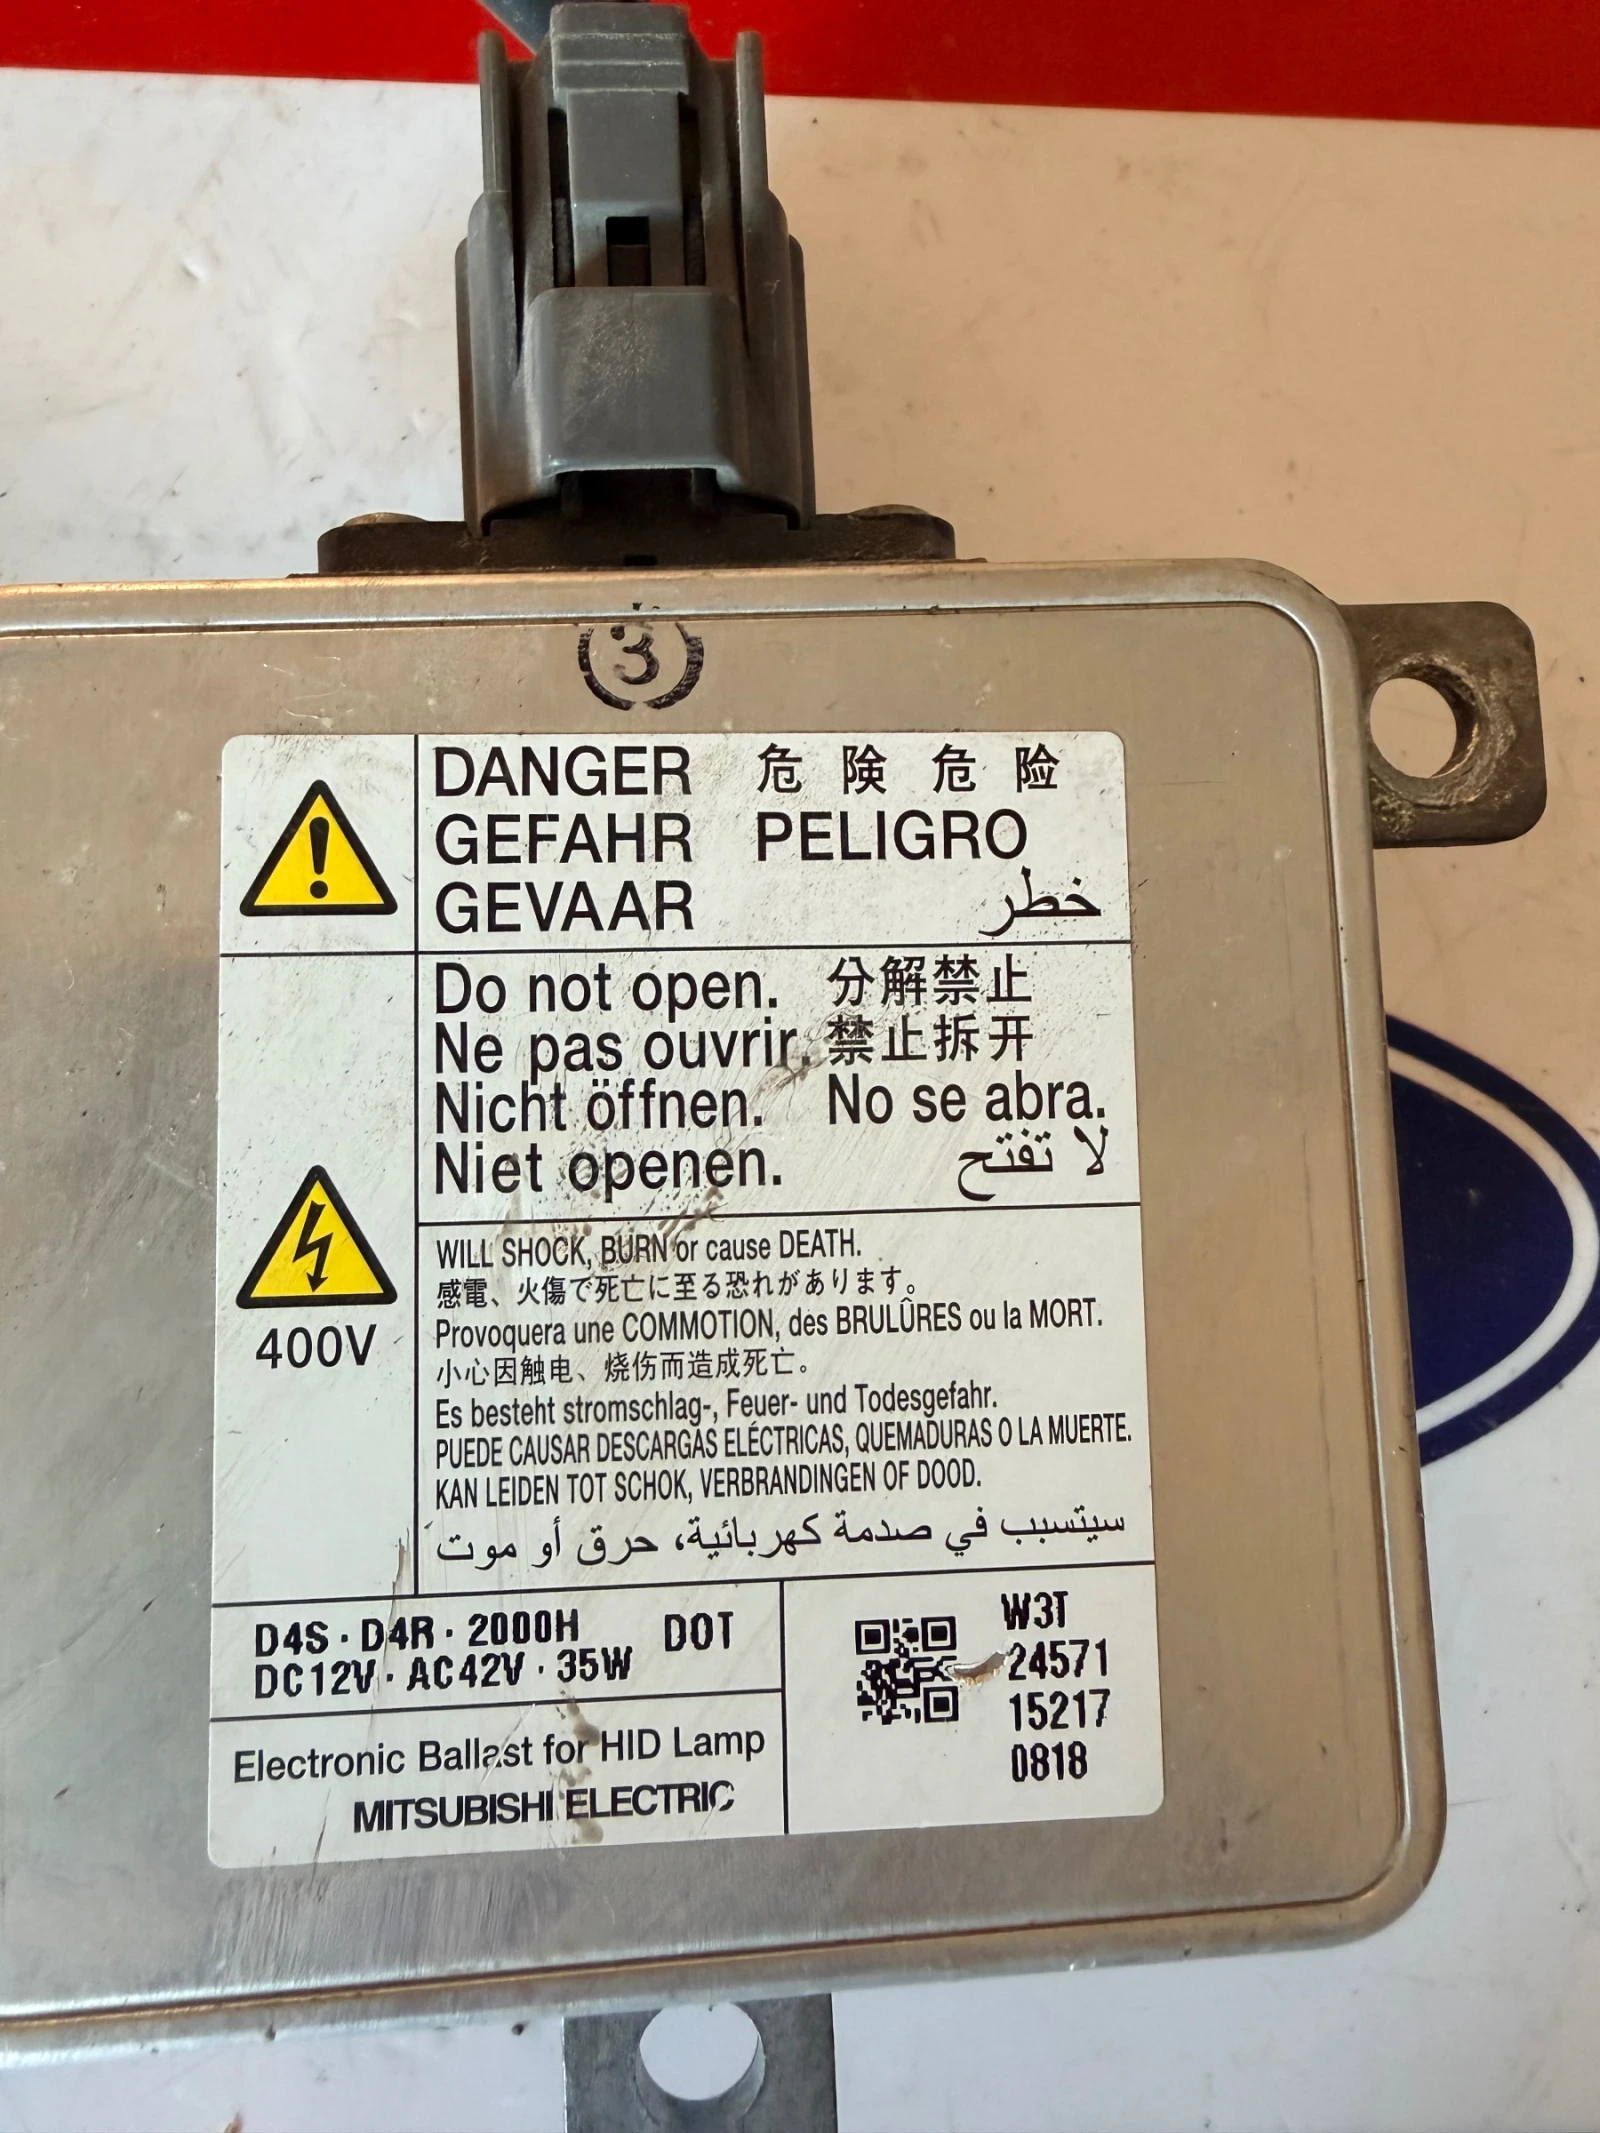 3
DANGER 危 険 危 险
GEFAHR PELIGRO
GEVAAR خطر
Do not open. 分解禁止
Ne pas ouvrir. 禁止拆开
Nicht öffnen. No se abra.
Niet openen. لا تفتح
400V
WILL SHOCK, BURN or cause DEATH.
感電、火傷で死亡に至る恐れがあります。
Provoquera une COMMOTION, des BRULÛRES ou la MORT.
小心因触电、烧伤而造成死亡。
Es besteht stromschlag-, Feuer- und Todesgefahr.
PUEDE CAUSAR DESCARGAS ELÉCTRICAS, QUEMADURAS O LA MUERTE.
KAN LEIDEN TOT SCHOK, VERBRANDINGEN OF DOOD.
سيتسبب في صدمة كهربائية، حرق أو موت
D4S · D4R · 2000H DOT
DC12V · AC42V · 35W
Electronic Ballast for HID Lamp
MITSUBISHI ELECTRIC
W3T
24571
15217
0818